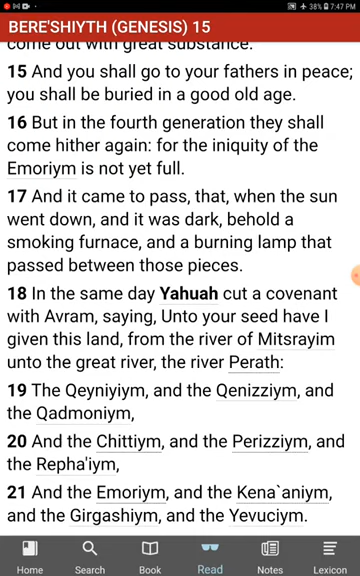 38% 7:47 PM
BERE'SHIYTH (GENESIS) 15
come out with great substance.
15 And you shall go to your fathers in peace;
you shall be buried in a good old age.
16 But in the fourth generation they shall
come hither again: for the iniquity of the
Emoriym is not yet full.
17 And it came to pass, that, when the sun
went down, and it was dark, behold a
smoking furnace, and a burning lamp that
passed between those pieces.
18 In the same day Yahuah cut a covenant
with Avram, saying, Unto your seed have I
given this land, from the river of Mitsrayim
unto the great river, the river Perath:
19 The Qeyniyiym, and the Qenizziym, and
the Qadmoniym,
20 And the Chittiym, and the Perizziym, and
the Repha'iym,
21 And the Emoriym, and the Kena`aniym,
and the Girgashiym, and the Yevuciym.
Home Search Book Read Notes Lexicon